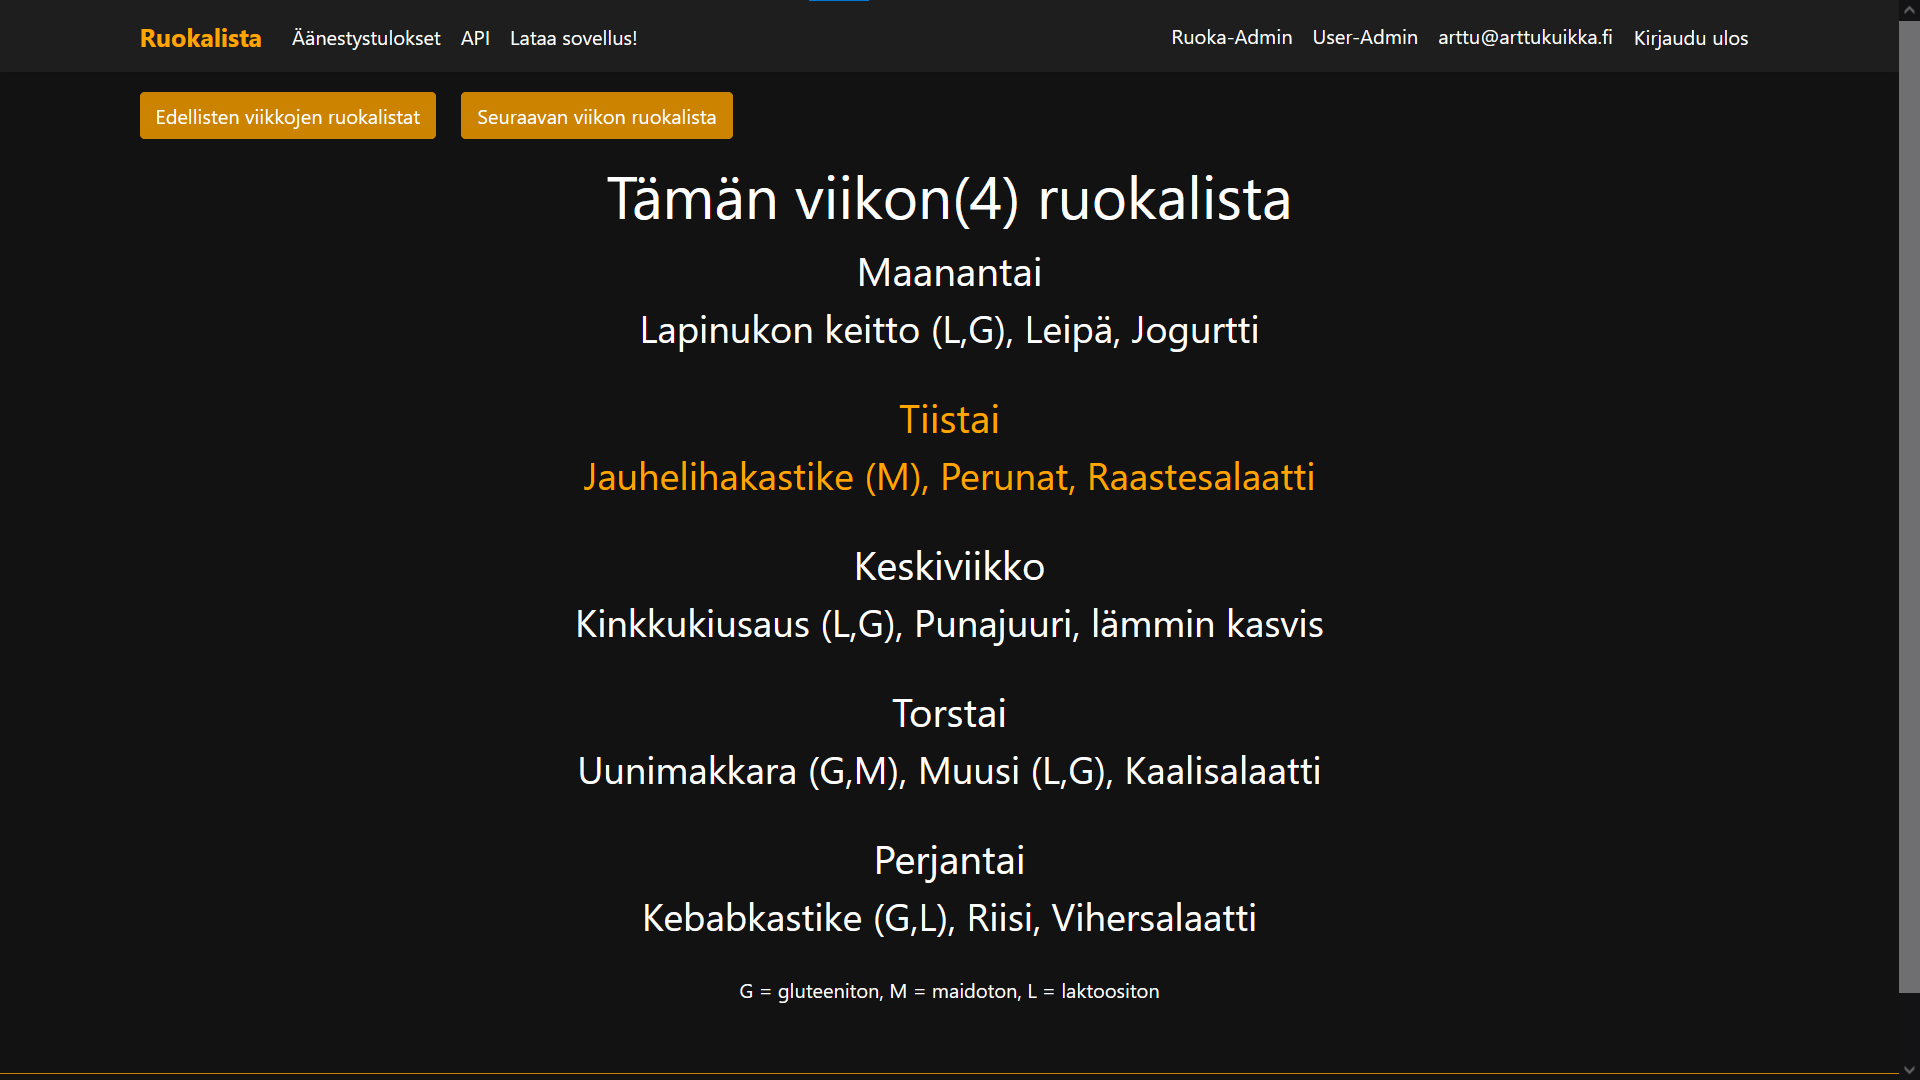 Ruokalista Äänestystulokset API Lataa sovellus! Ruoka-Admin User-Admin arttu@arttukuikka.fi Kirjaudu ulos
Edellisten viikkojen ruokalistat Seuraavan viikon ruokalista
Tämän viikon(4) ruokalista
Maanantai
Lapinukon keitto (L,G), Leipä, Jogurtti
Tiistai
Jauhelihakastike (M), Perunat, Raastesalaatti
Keskiviikko
Kinkkukiusaus (L,G), Punajuuri, lämmin kasvis
Torstai
Uunimakkara (G,M), Muusi (L,G), Kaalisalaatti
Perjantai
Kebabkastike (G,L), Riisi, Vihersalaatti
G = gluteeniton, M = maidoton, L = laktoositon